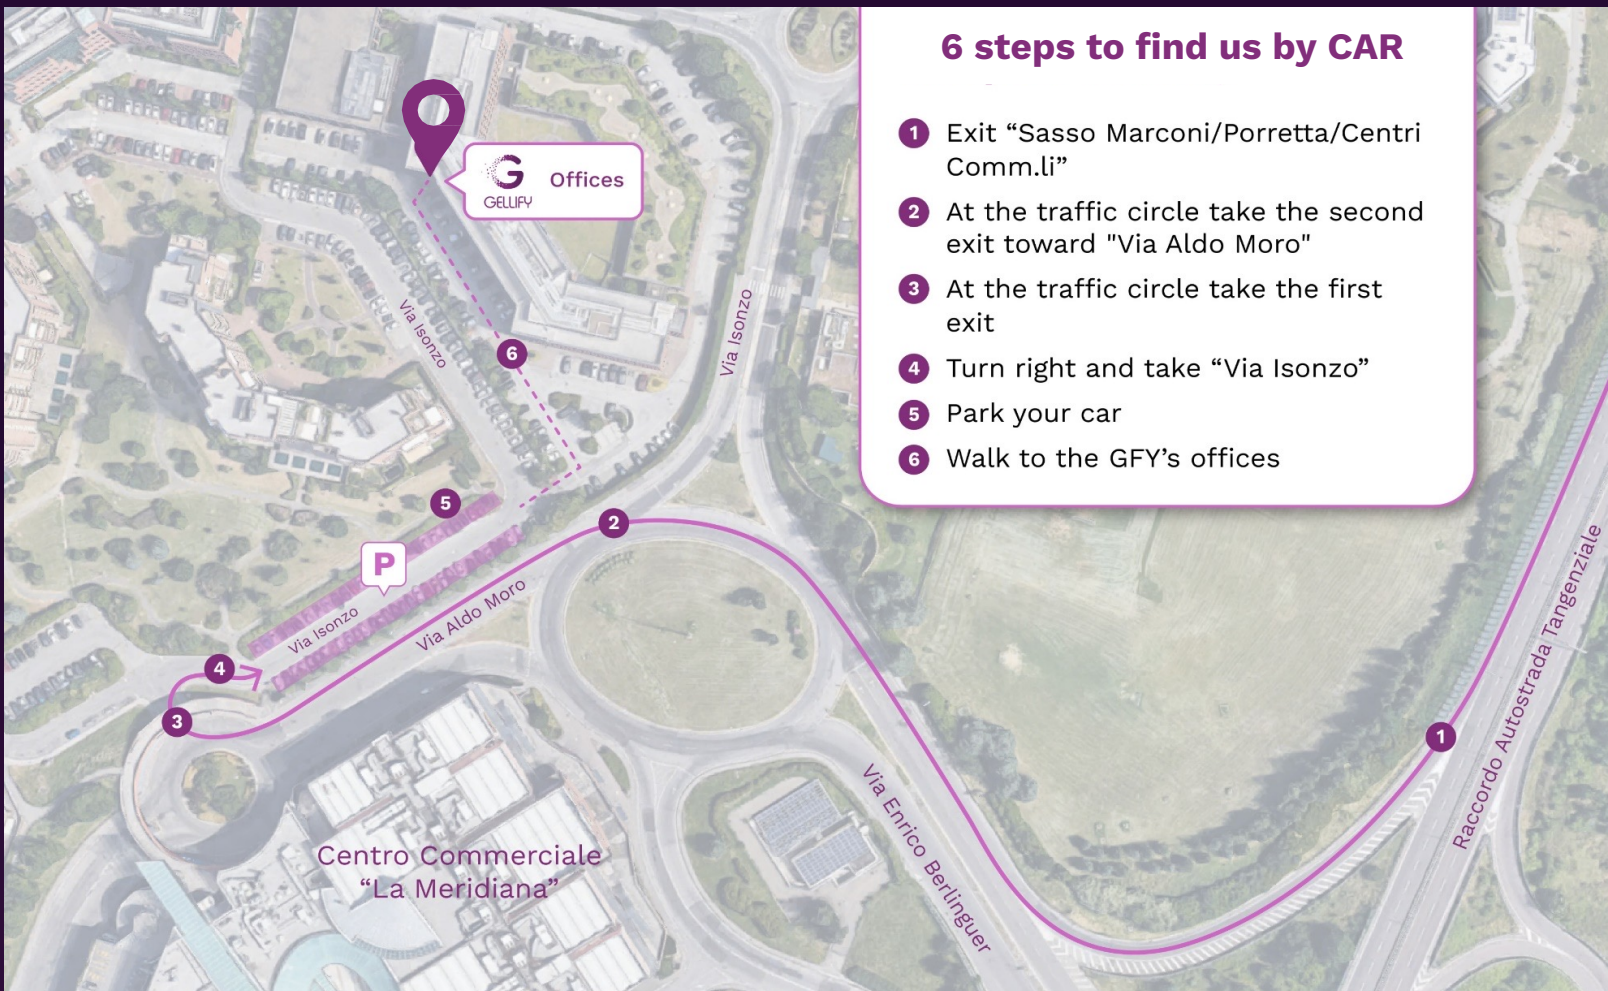 6 steps to find us by CAR
1 Exit “Sasso Marconi/Porretta/Centri
Comm.li”
2 At the traffic circle take the second
exit toward "Via Aldo Moro"
3 At the traffic circle take the first
exit
4 Turn right and take “Via Isonzo”
5 Park your car
6 Walk to the GFY’s offices
G
GELLIFY
Offices
Via Isonzo
Via Isonzo
6
5
2
P
Via Isonzo
Via Aldo Moro
4
3
1
Raccordo Autostrada Tangenziale
Via Enrico Berlinguer
Centro Commerciale
“La Meridiana”